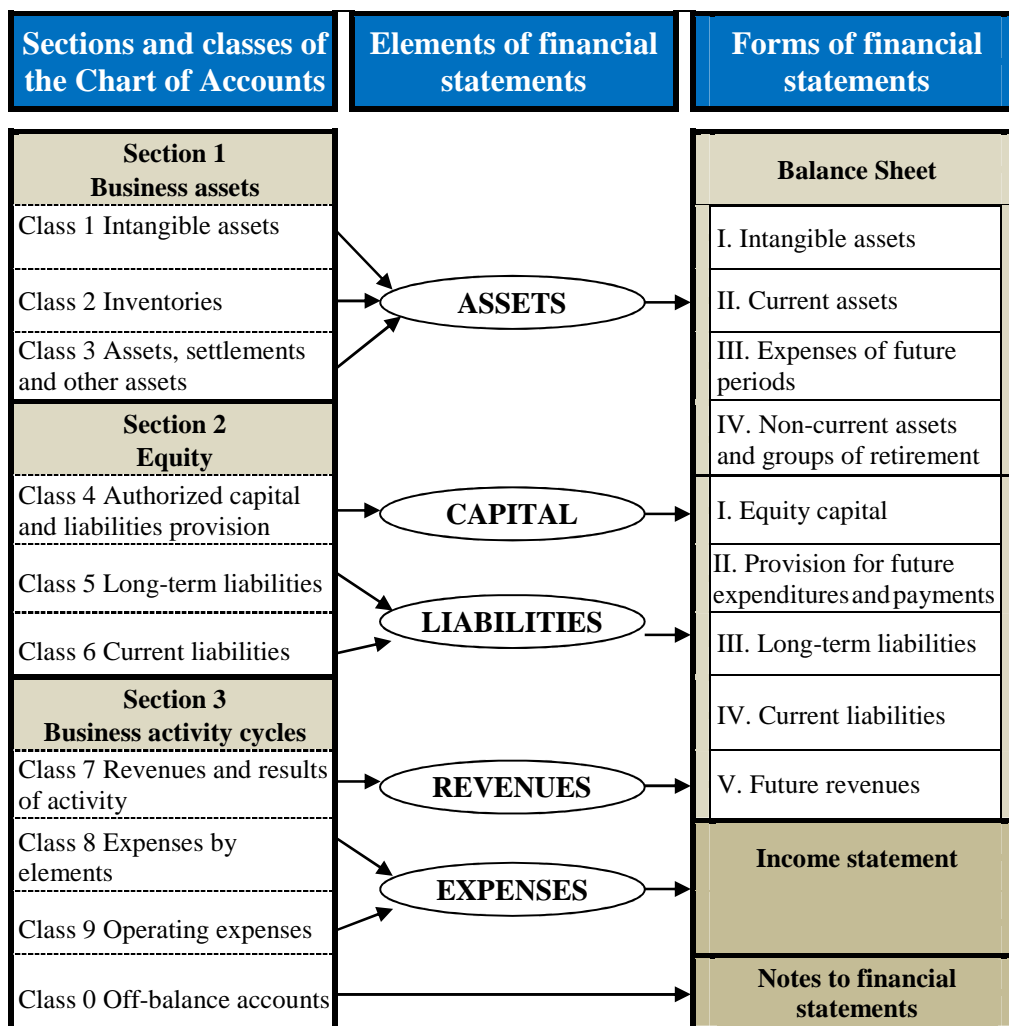 Sections and classes of
the Chart of Accounts
Elements of financial
statements
Forms of financial
statements
Section 1
Business assets
Class 1 Intangible assets
Class 2 Inventories
Class 3 Assets, settlements
and other assets
Section 2
Equity
Class 4 Authorized capital
and liabilities provision
Class 5 Long-term liabilities
Class 6 Current liabilities
Section 3
Business activity cycles
Class 7 Revenues and results
of activity
Class 8 Expenses by
elements
Class 9 Operating expenses
Class 0 Off-balance accounts
ASSETS
CAPITAL
LIABILITIES
REVENUES
EXPENSES
Balance Sheet
I. Intangible assets
II. Current assets
III. Expenses of future
periods
IV. Non-current assets
and groups of retirement
I. Equity capital
II. Provision for future
expenditures and payments
III. Long-term liabilities
IV. Current liabilities
V. Future revenues
Income statement
Notes to financial
statements